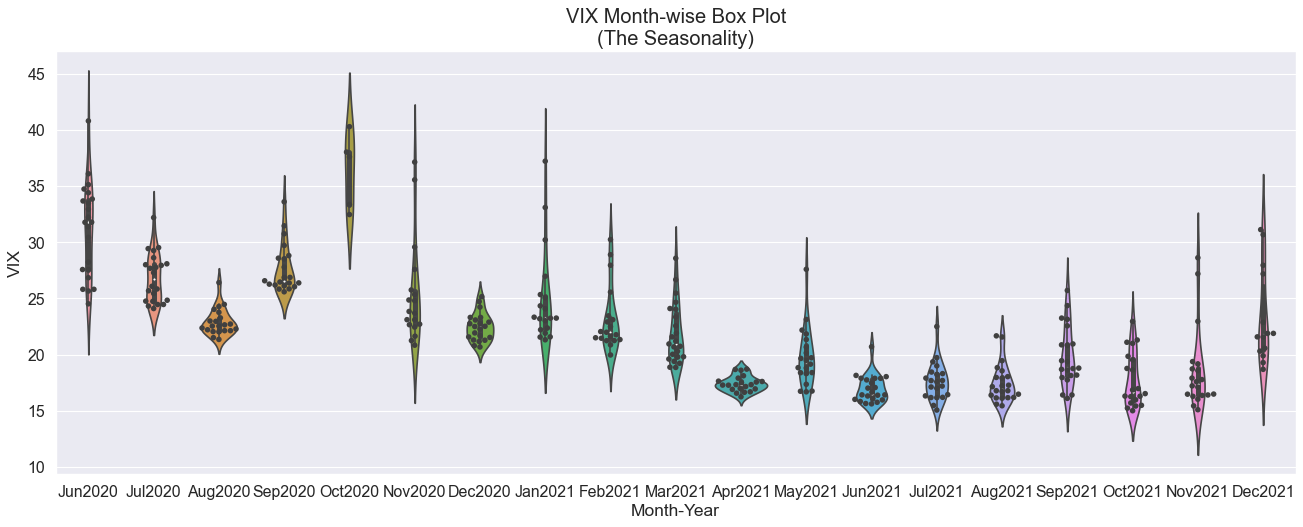 VIX Month-wise Box Plot
(The Seasonality)
VIX
45
40
35
30
25
20
15
10
Jun2020 Jul2020 Aug2020 Sep2020 Oct2020 Nov2020 Dec2020 Jan2021 Feb2021 Mar2021 Apr2021 May2021 Jun2021 Jul2021 Aug2021 Sep2021 Oct2021 Nov2021 Dec2021
Month-Year